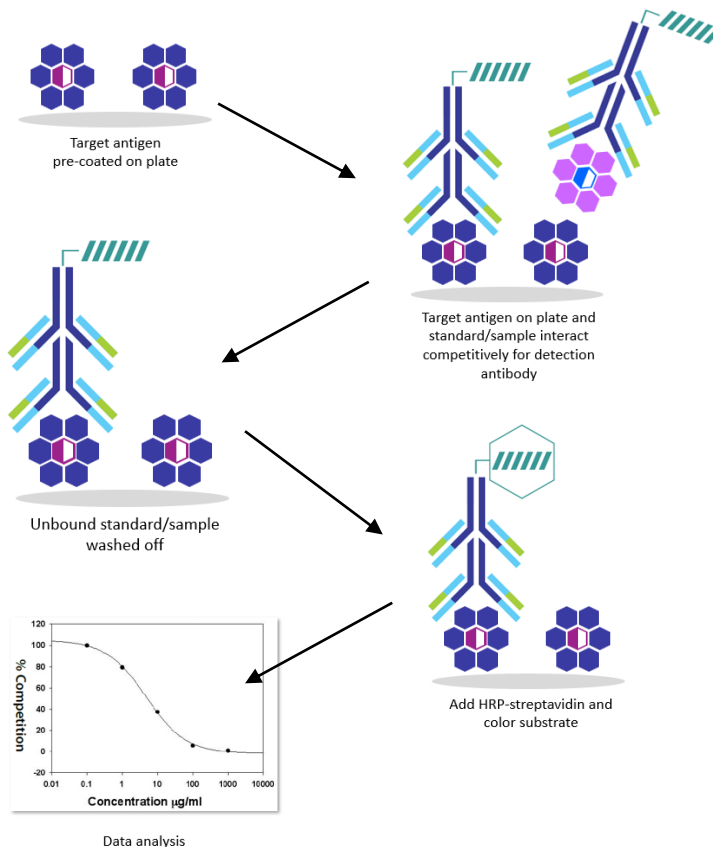 Target antigen
pre-coated on plate
Target antigen on plate and
standard/sample interact
competitively for detection
antibody
Unbound standard/sample
washed off
Add HRP-streptavidin and
color substrate
% Competition
120
100
80
60
40
20
0
-20
0.01 0.1 1 10 100 1000 10000
Concentration µg/ml
Data analysis